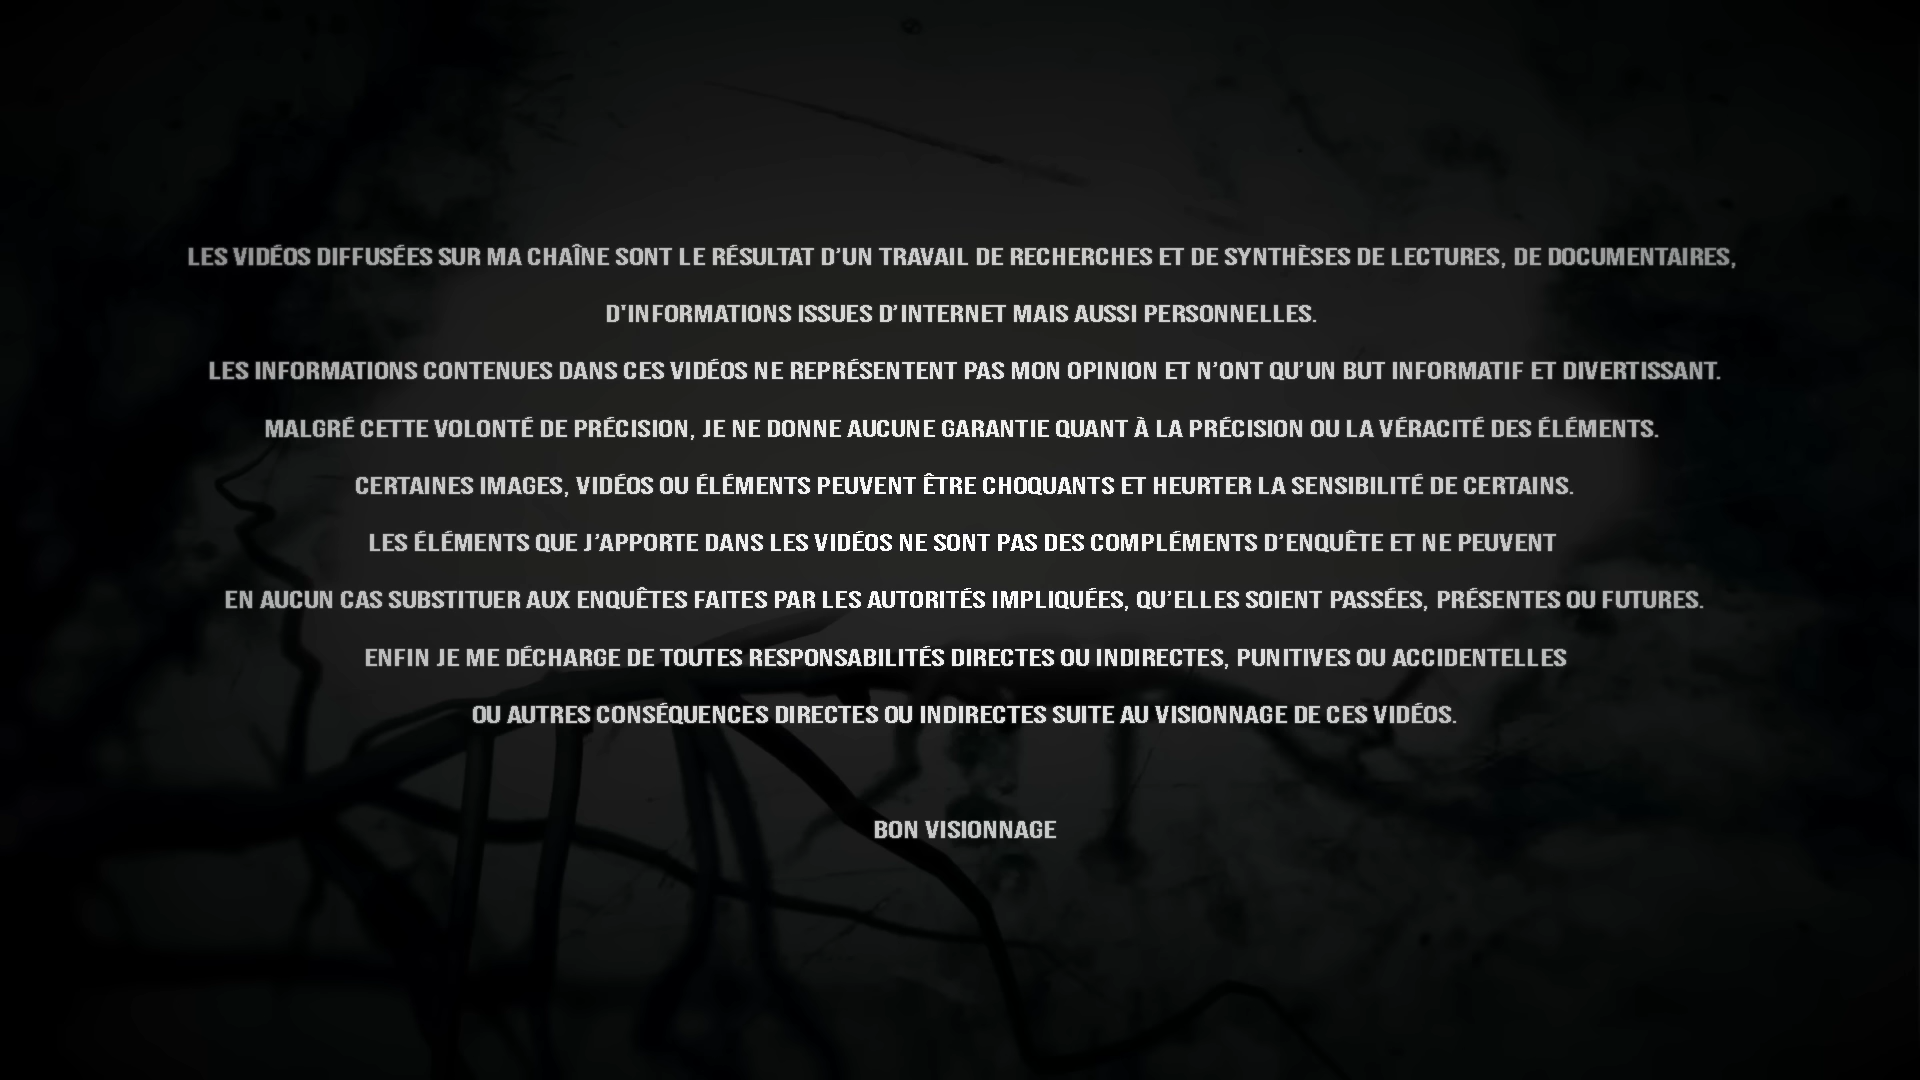 LES VIDÉOS DIFFUSÉES SUR MA CHAÎNE SONT LE RÉSULTAT D’UN TRAVAIL DE RECHERCHES ET DE SYNTHÈSES DE LECTURES, DE DOCUMENTAIRES,
D'INFORMATIONS ISSUES D’INTERNET MAIS AUSSI PERSONNELLES.
LES INFORMATIONS CONTENUES DANS CES VIDÉOS NE REPRÉSENTENT PAS MON OPINION ET N’ONT QU’UN BUT INFORMATIF ET DIVERTISSANT.
MALGRÉ CETTE VOLONTÉ DE PRÉCISION, JE NE DONNE AUCUNE GARANTIE QUANT À LA PRÉCISION OU LA VÉRACITÉ DES ÉLÉMENTS.
CERTAINES IMAGES, VIDÉOS OU ÉLÉMENTS PEUVENT ÊTRE CHOQUANTS ET HEURTER LA SENSIBILITÉ DE CERTAINS.
LES ÉLÉMENTS QUE J’APPORTE DANS LES VIDÉOS NE SONT PAS DES COMPLÉMENTS D’ENQUÊTE ET NE PEUVENT
EN AUCUN CAS SUBSTITUER AUX ENQUÊTES FAITES PAR LES AUTORITÉS IMPLIQUÉES, QU’ELLES SOIENT PASSÉES, PRÉSENTES OU FUTURES.
ENFIN JE ME DÉCHARGE DE TOUTES RESPONSABILITÉS DIRECTES OU INDIRECTES, PUNITIVES OU ACCIDENTELLES
OU AUTRES CONSÉQUENCES DIRECTES OU INDIRECTES SUITE AU VISIONNAGE DE CES VIDÉOS.
BON VISIONNAGE